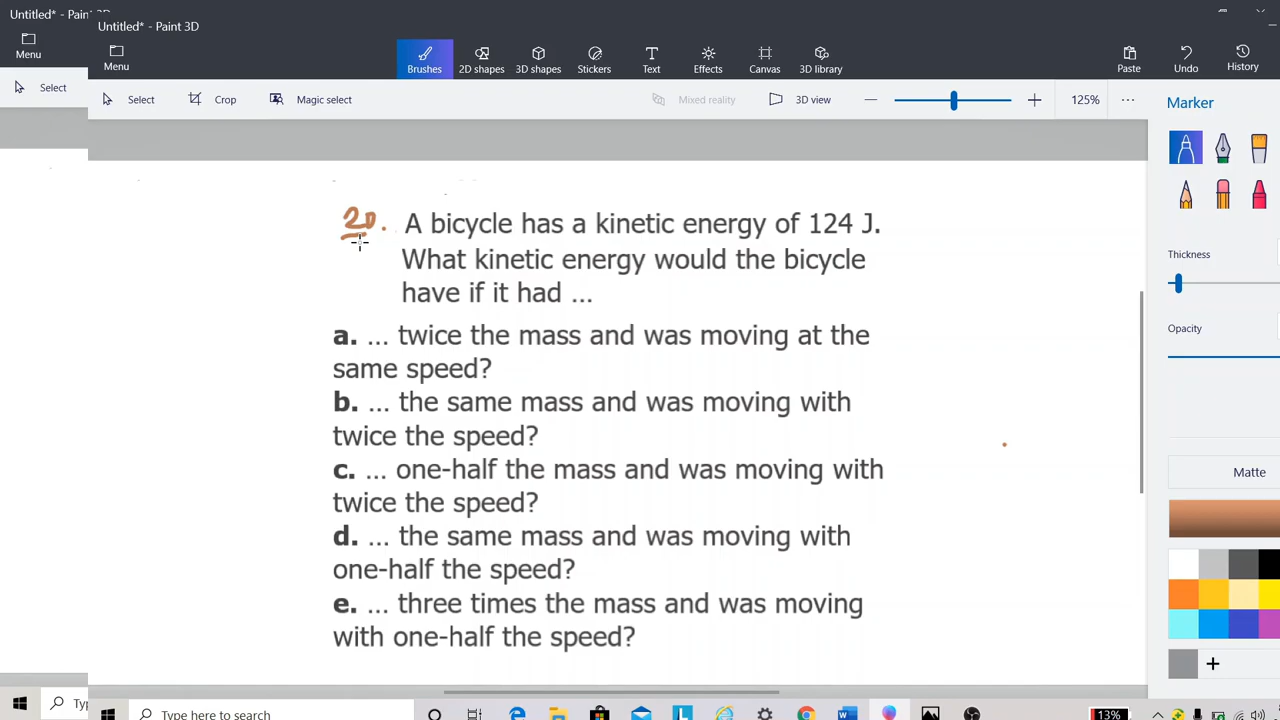 Untitled* - Pain
Untitled* - Paint 3D
Menu
Menu
Brushes
2D shapes
3D shapes
Stickers
Text
Effects
Canvas
3D library
Paste
Undo
History
Select
Select
Crop
Magic select
Mixed reality
3D view
125%
Marker
20. A bicycle has a kinetic energy of 124 J.
What kinetic energy would the bicycle
have if it had ...
a. ... twice the mass and was moving at the
same speed?
b. ... the same mass and was moving with
twice the speed?
c. ... one-half the mass and was moving with
twice the speed?
d. ... the same mass and was moving with
one-half the speed?
e. ... three times the mass and was moving
with one-half the speed?
Thickness
Opacity
Matte
Ty
Type here to search
13%